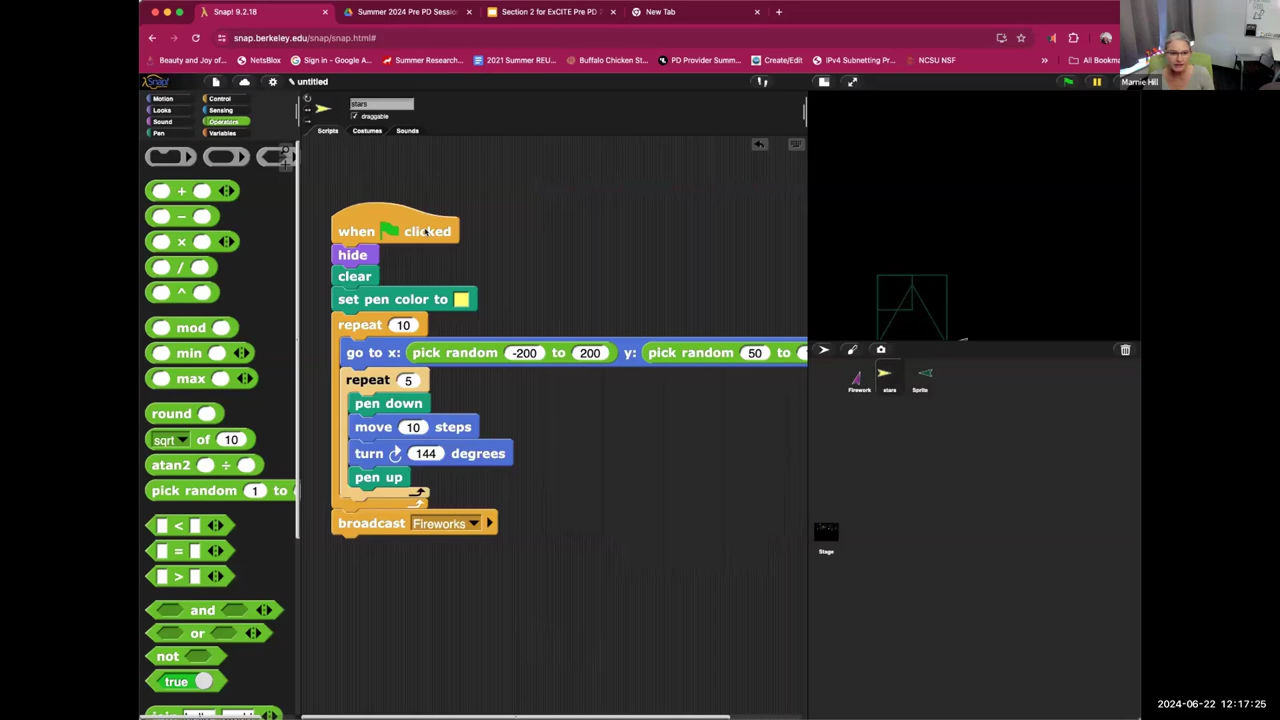 Snap! 9.2.18
Summer 2024 Pre PD Session
Section 2 for ExCITE Pre PD 2
New Tab
snap.berkeley.edu/snap/snap.html#
Beauty and Joy of...
NetsBlox
Sign in - Google A...
Summer Research...
2021 Summer REU...
Buffalo Chicken St...
PD Provider Summ...
Create/Edit
IPv4 Subnetting Pr...
NCSU NSF
All Bookma
Marnie Hill
Snap!
untitled
Motion
Control
Looks
Sensing
Sound
Operators
Pen
Variables
stars
draggable
Scripts
Costumes
Sounds
+
−
×
/
^
mod
min
max
round
sqrt of 10
atan2 ÷
pick random 1 to
<
=
>
and
or
not
true
when clicked
hide
clear
set pen color to
repeat 10
go to x: pick random -200 to 200 y: pick random 50 to
repeat 5
pen down
move 10 steps
turn 144 degrees
pen up
broadcast Fireworks
Firework
stars
Sprite
Stage
2024-06-22 12:17:25